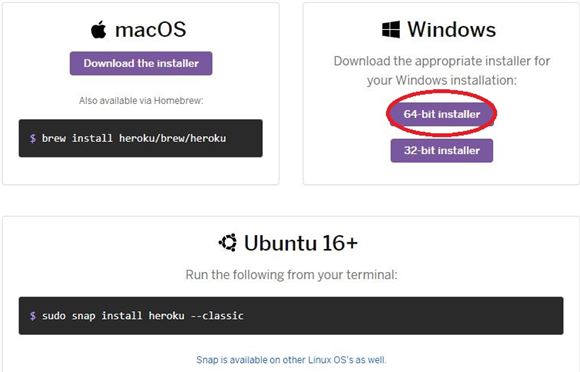 macOS
Download the installer
Also available via Homebrew:
$ brew install heroku/brew/heroku
Windows
Download the appropriate installer for
your Windows installation:
64-bit installer
32-bit installer
Ubuntu 16+
Run the following from your terminal:
$ sudo snap install heroku --classic
Snap is available on other Linux OS's as well.